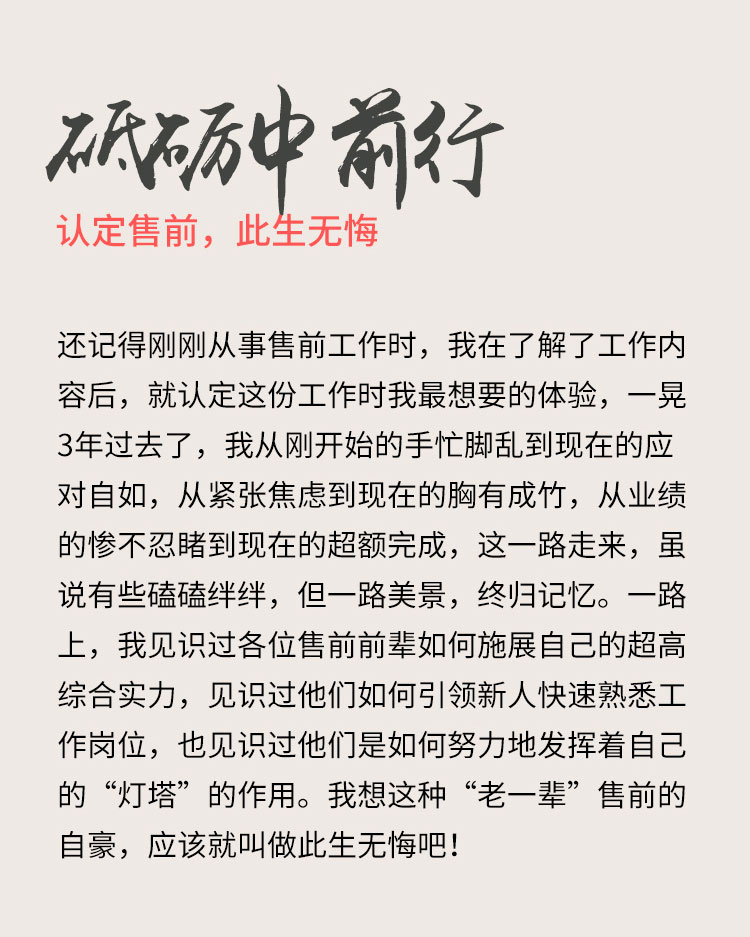 砥砺中前行
认定售前，此生无悔
还记得刚刚从事售前工作时，我在了解了工作内
容后，就认定这份工作时我最想要的体验，一晃
3年过去了，我从刚开始的手忙脚乱到现在的应
对自如，从紧张焦虑到现在的胸有成竹，从业绩
的惨不忍睹到现在的超额完成，这一路走来，虽
说有些磕磕绊绊，但一路美景，终归记忆。一路
上，我见识过各位售前前辈如何施展自己的超高
综合实力，见识过他们如何引领新人快速熟悉工
作岗位，也见识过他们是如何努力地发挥着自己
的“灯塔”的作用。我想这种“老一辈”售前的
自豪，应该就叫做此生无悔吧！